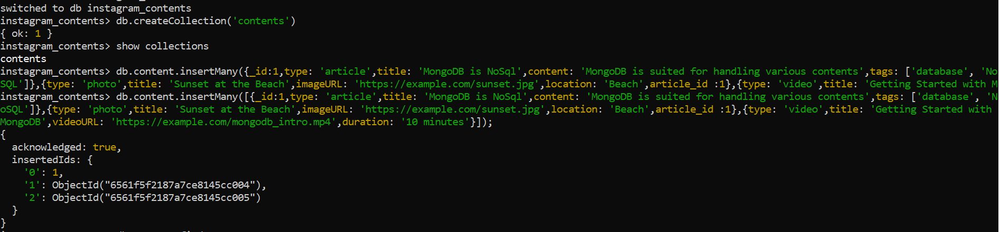 switched to db instagram_contents
instagram_contents> db.createCollection('contents')
{ ok: 1 }
instagram_contents> show collections
contents
instagram_contents> db.content.insertMany({_id:1,type: 'article',title: 'MongoDB is NoSql',content: 'MongoDB is suited for handling various contents',tags: ['database', 'No
SQL']},{type: 'photo',title: 'Sunset at the Beach',imageURL: 'https://example.com/sunset.jpg',location: 'Beach',article_id :1},{type: 'video',title: 'Getting Started with M
instagram_contents> db.content.insertMany([{_id:1,type: 'article',title: 'MongoDB is NoSql',content: 'MongoDB is suited for handling various contents',tags: ['database', 'N
oSQL']},{type: 'photo',title: 'Sunset at the Beach',imageURL: 'https://example.com/sunset.jpg',location: 'Beach',article_id :1},{type: 'video',title: 'Getting Started with
MongoDB',videoURL: 'https://example.com/mongodb_intro.mp4',duration: '10 minutes'}]);
{
  acknowledged: true,
  insertedIds: {
    '0': 1,
    '1': ObjectId("6561f5f2187a7ce8145cc004"),
    '2': ObjectId("6561f5f2187a7ce8145cc005")
  }
}